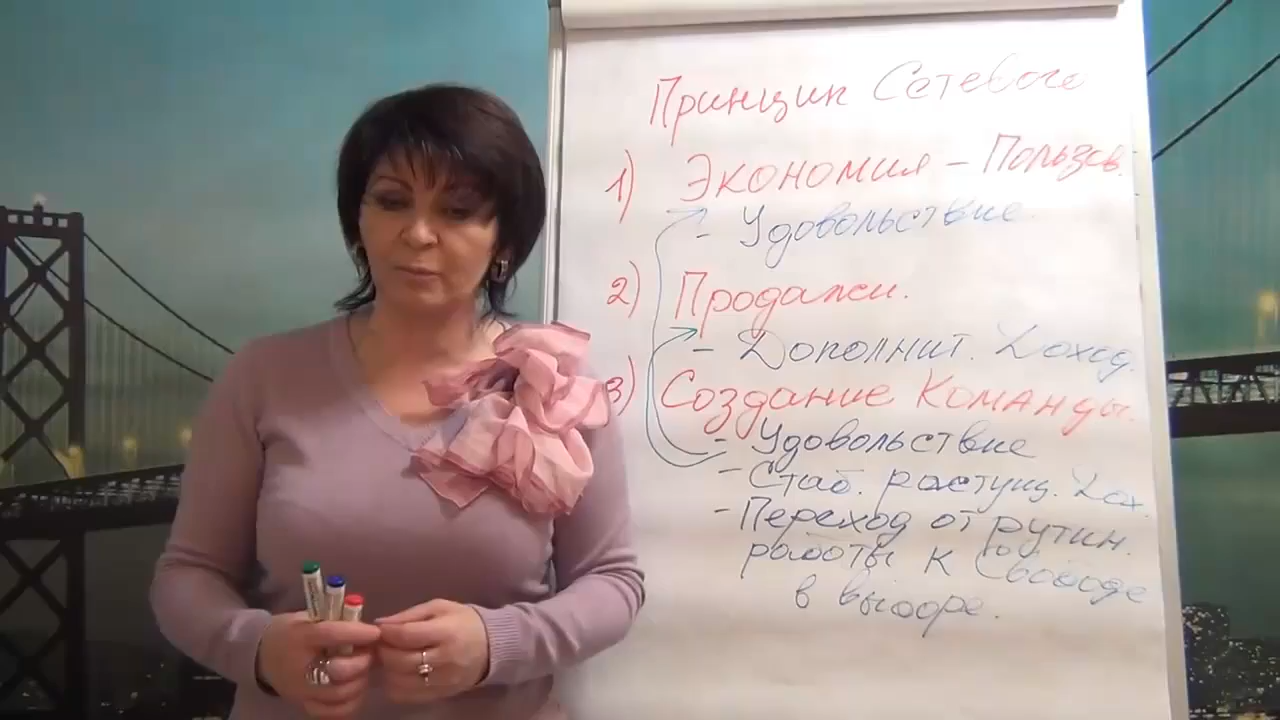 Принцип Сетевого
1) Экономия - Пользов.
- Удовольствие
2) Продажи.
- Дополнит. Доход.
3) Создание Команды.
- Удовольствие
- Стаб. растущ. Дох.
- Переход от рутин.
работы к Свободе
в выборе.